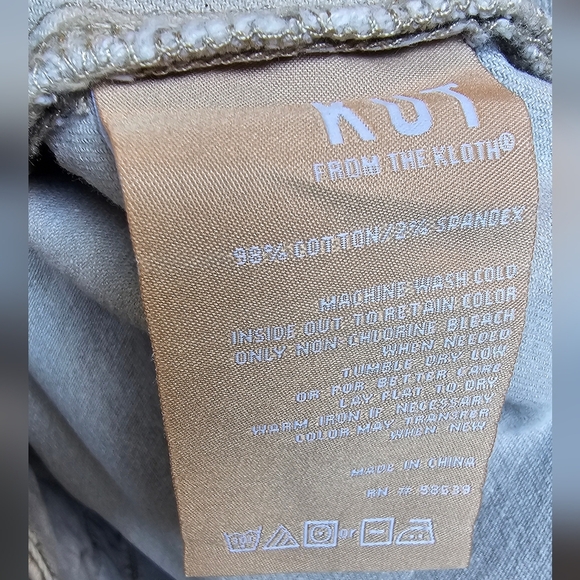 KUT
FROM THE KLOTH®
98% COTTON/2% SPANDEX
MACHINE WASH COLD
INSIDE OUT TO RETAIN COLOR
ONLY NON CHLORINE BLEACH
WHEN NEEDED
TUMBLE DRY LOW
OR FOR BETTER CARE
LAY FLAT TO DRY
WARM IRON IF NECESSARY
COLOR MAY TRANSFER
WHEN NEW
MADE IN CHINA
RN #
or